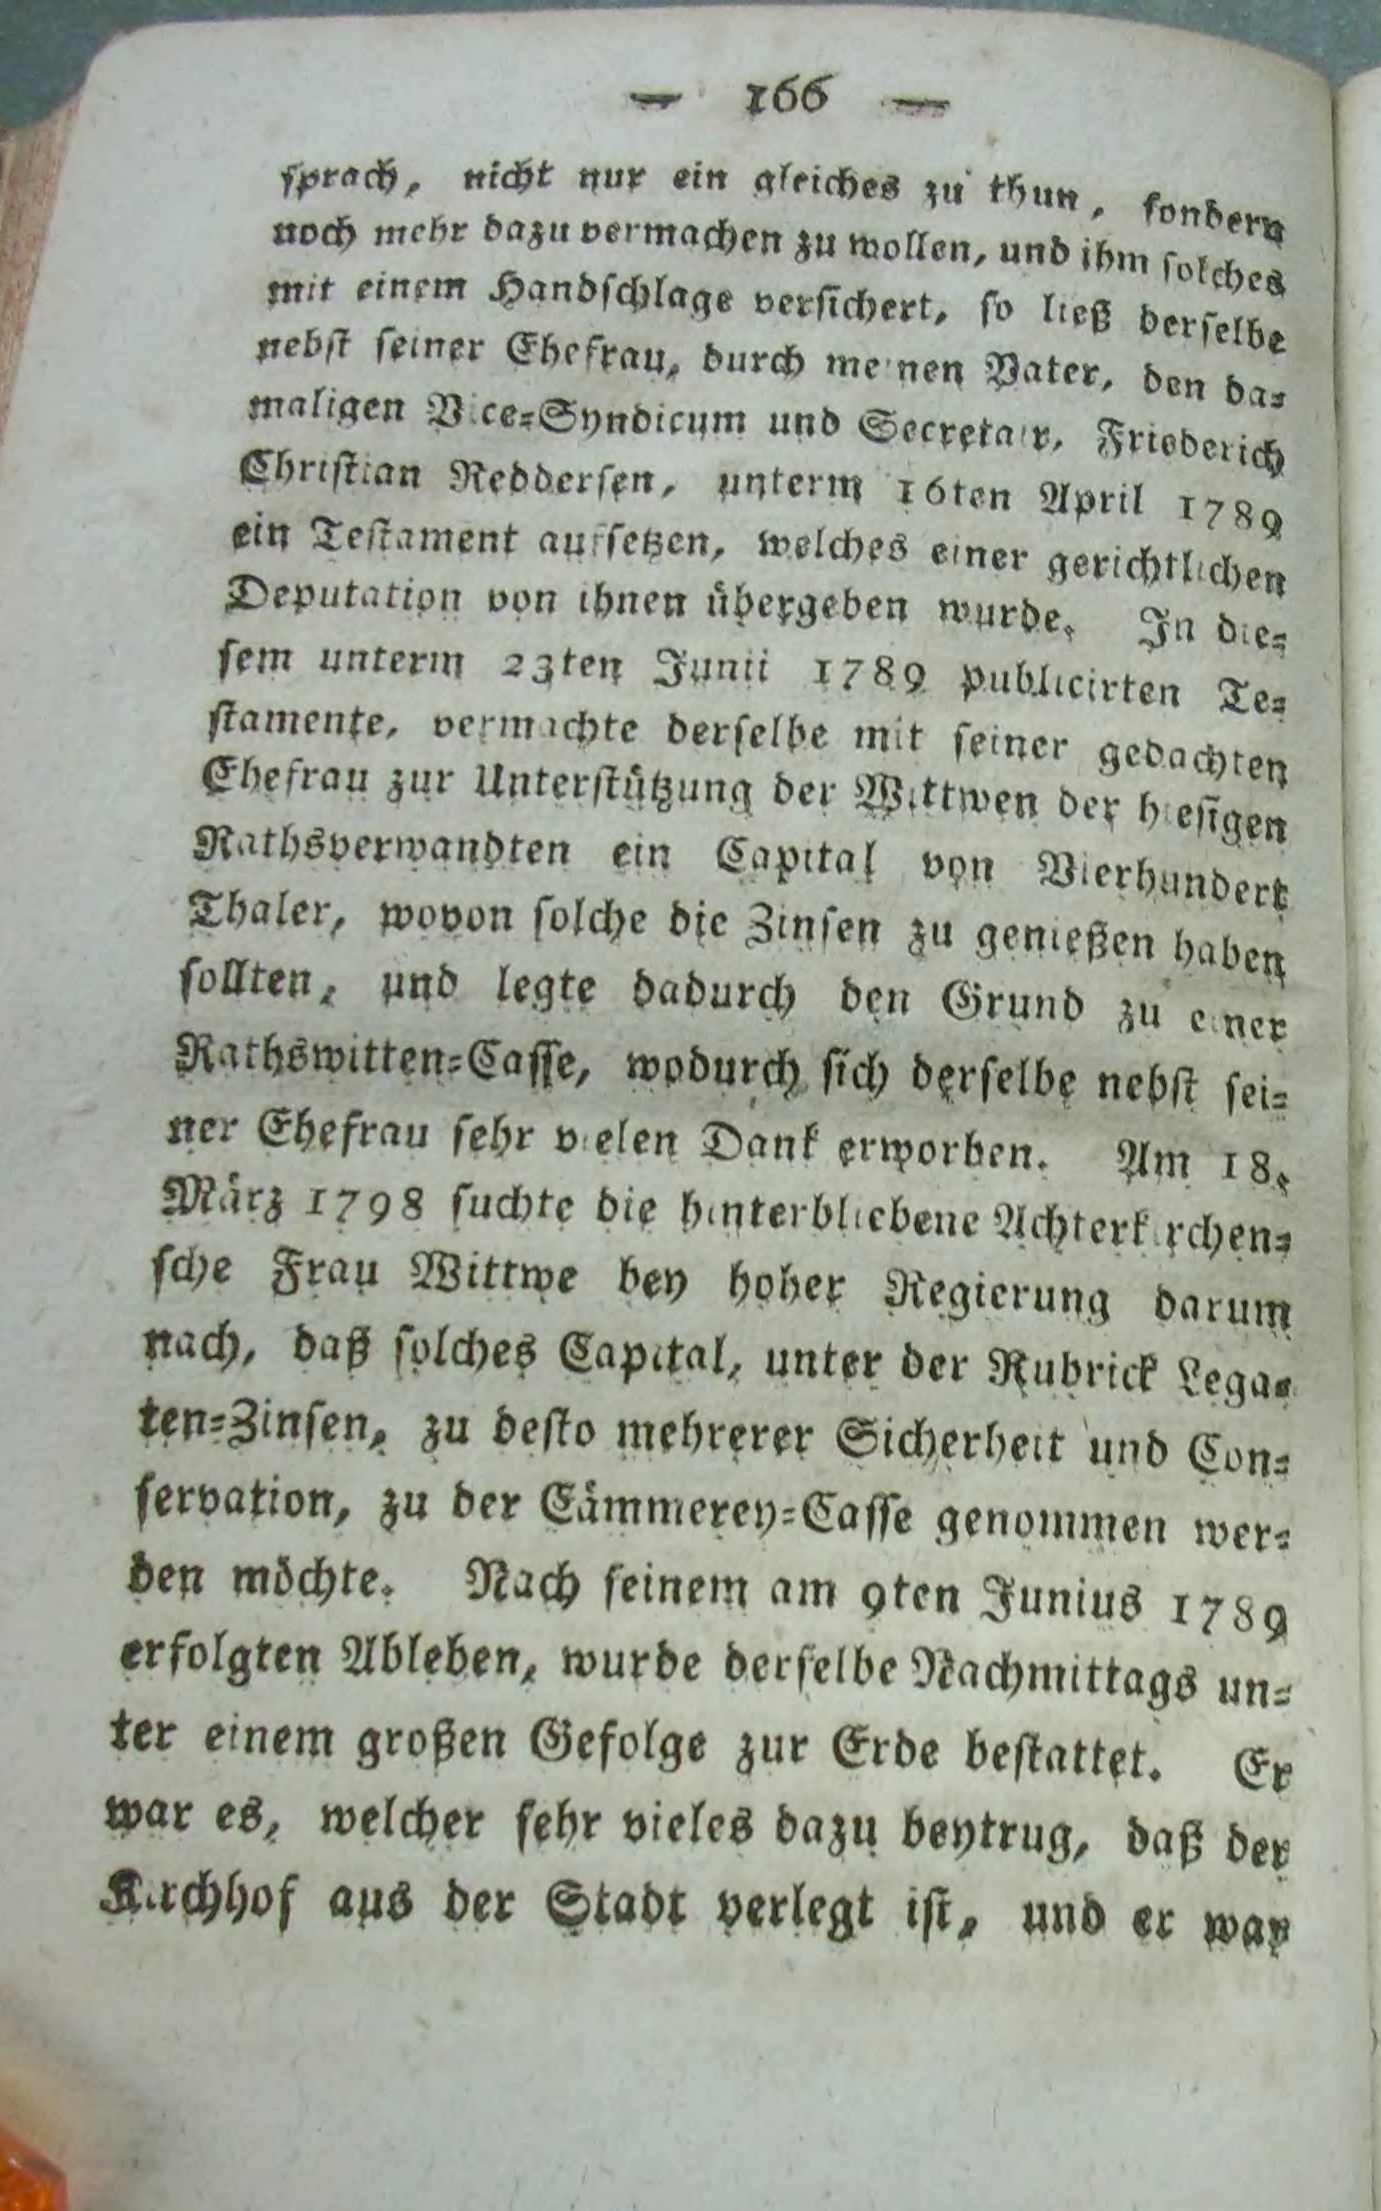 — 166 —
sprach, nicht nur ein gleiches zu thun, sondern
noch mehr dazu vermachen zu wollen, und ihm solches
mit einem Handschlage versichert, so ließ derselbe
nebst seiner Ehefrau, durch meinen Vater, den da=
maligen Vice=Syndicum und Secretair, Friederich
Christian Reddersen, unterm 16ten April 1789
ein Testament aufsetzen, welches einer gerichtlichen
Deputation von ihnen übergeben wurde. In die=
sem unterm 23ten Junii 1789 publicirten Te=
stamente, vermachte derselbe mit seiner gedachten
Ehefrau zur Unterstützung der Wittwen der hiesigen
Rathsverwandten ein Capital von Vierhundert
Thaler, wovon solche die Zinsen zu genießen haben
sollten, und legte dadurch den Grund zu einer
Rathswitten=Casse, wodurch sich derselbe nebst sei=
ner Ehefrau sehr vielen Dank erworben. Am 18.
März 1798 suchte die hinterbliebene Achterkirchen=
sche Frau Wittwe bey hoher Regierung darum
nach, daß solches Capital, unter der Rubrick Lega=
ten=Zinsen, zu desto mehrerer Sicherheit und Con=
servation, zu der Cämmerey=Casse genommen wer=
den möchte. Nach seinem am 9ten Junius 1789
erfolgten Ableben, wurde derselbe Nachmittags un=
ter einem großen Gefolge zur Erde bestattet. Er
war es, welcher sehr vieles dazu beytrug, daß der
Kirchhof aus der Stadt verlegt ist, und er war